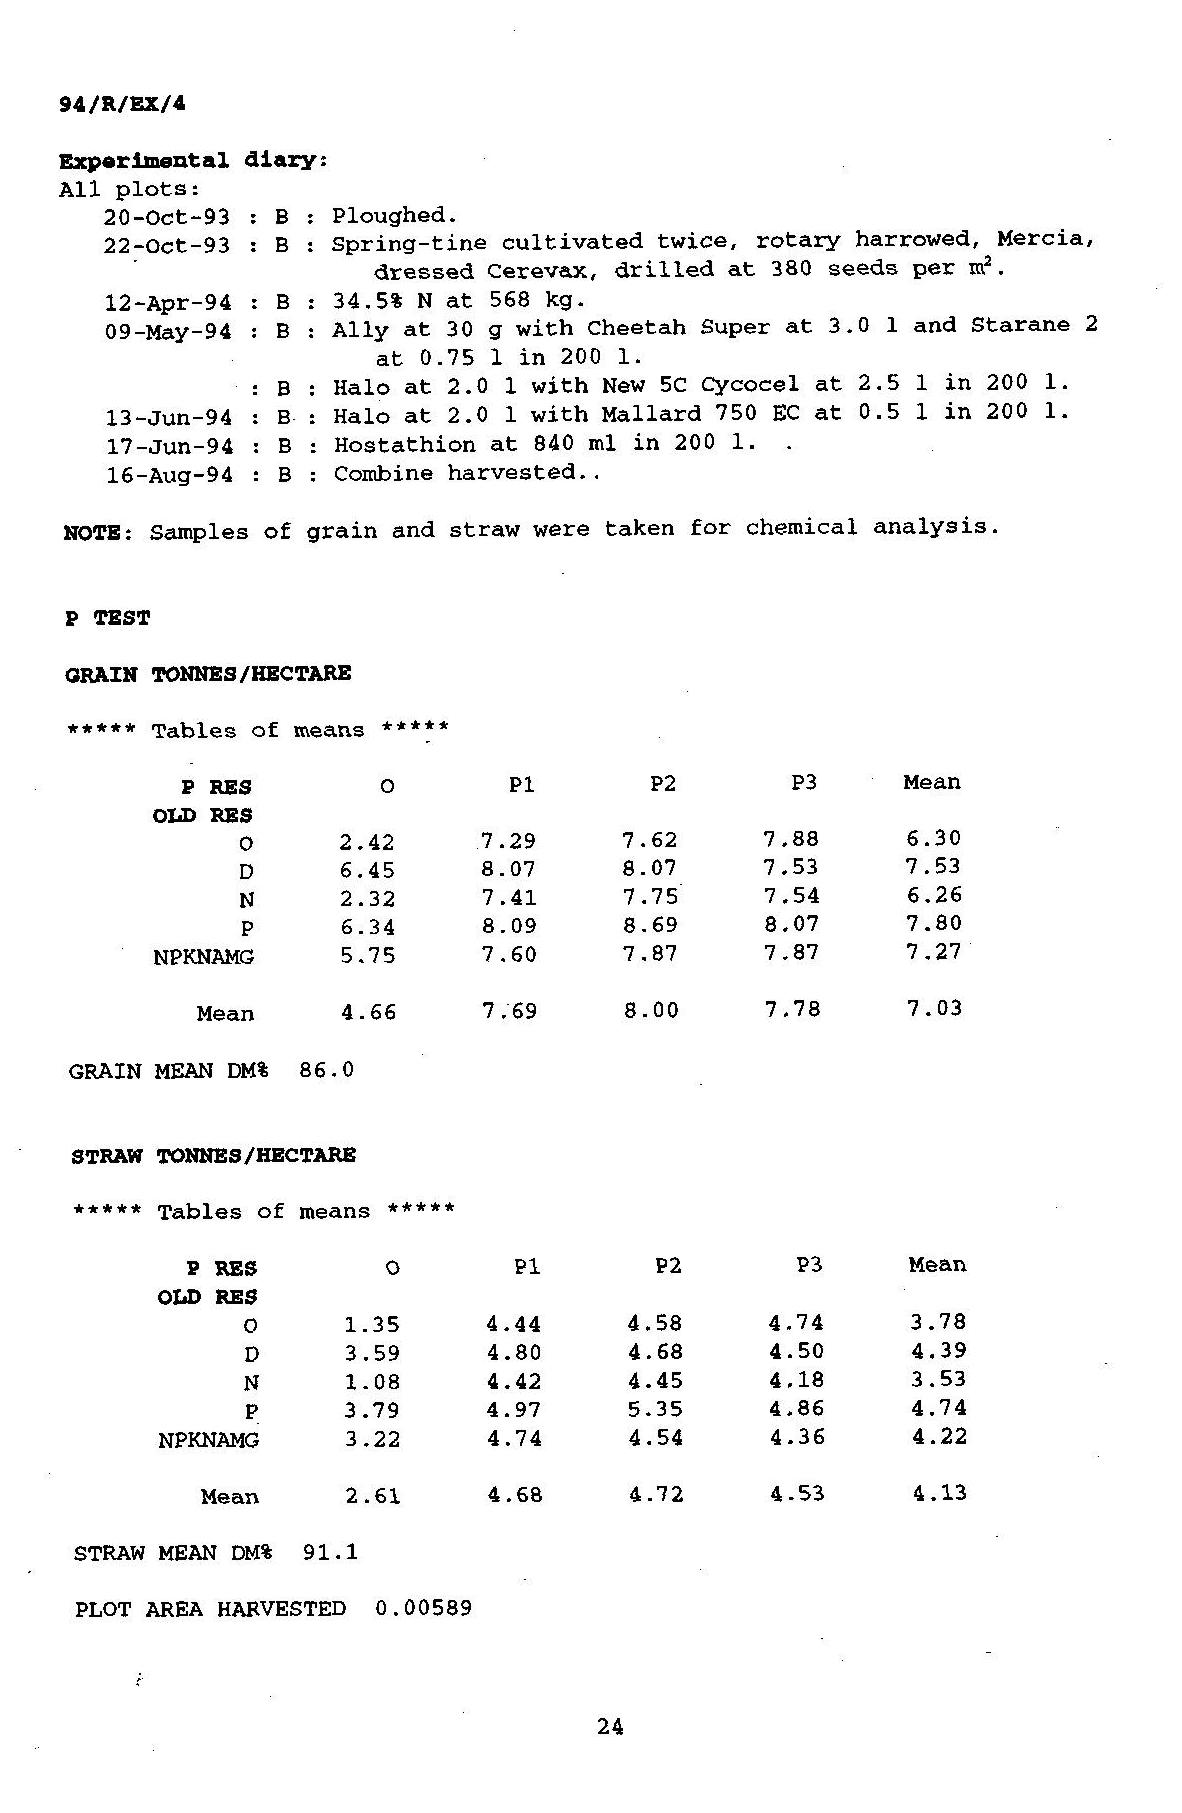 94/R/EX/4
Experimental diary:
All plots:
20-Oct-93 : B : Ploughed.
22-Oct-93 : B : Spring-tine cultivated twice, rotary harrowed, Mercia,
dressed Cerevax, drilled at 380 seeds per m².
12-Apr-94 : B : 34.5% N at 568 kg.
09-May-94 : B : Ally at 30 g with Cheetah Super at 3.0 l and Starane 2
at 0.75 l in 200 l.
: B : Halo at 2.0 l with New 5C Cycocel at 2.5 l in 200 l.
13-Jun-94 : B : Halo at 2.0 l with Mallard 750 EC at 0.5 l in 200 l.
17-Jun-94 : B : Hostathion at 840 ml in 200 l.
16-Aug-94 : B : Combine harvested..
NOTE: Samples of grain and straw were taken for chemical analysis.
P TEST
GRAIN TONNES/HECTARE
***** Tables of means *****
P RES O P1 P2 P3 Mean
OLD RES
O 2.42 7.29 7.62 7.88 6.30
D 6.45 8.07 8.07 7.53 7.53
N 2.32 7.41 7.75 7.54 6.26
P 6.34 8.09 8.69 8.07 7.80
NPKNAMG 5.75 7.60 7.87 7.87 7.27
Mean 4.66 7.69 8.00 7.78 7.03
GRAIN MEAN DM% 86.0
STRAW TONNES/HECTARE
***** Tables of means *****
P RES O P1 P2 P3 Mean
OLD RES
O 1.35 4.44 4.58 4.74 3.78
D 3.59 4.80 4.68 4.50 4.39
N 1.08 4.42 4.45 4.18 3.53
P 3.79 4.97 5.35 4.86 4.74
NPKNAMG 3.22 4.74 4.54 4.36 4.22
Mean 2.61 4.68 4.72 4.53 4.13
STRAW MEAN DM% 91.1
PLOT AREA HARVESTED 0.00589
24